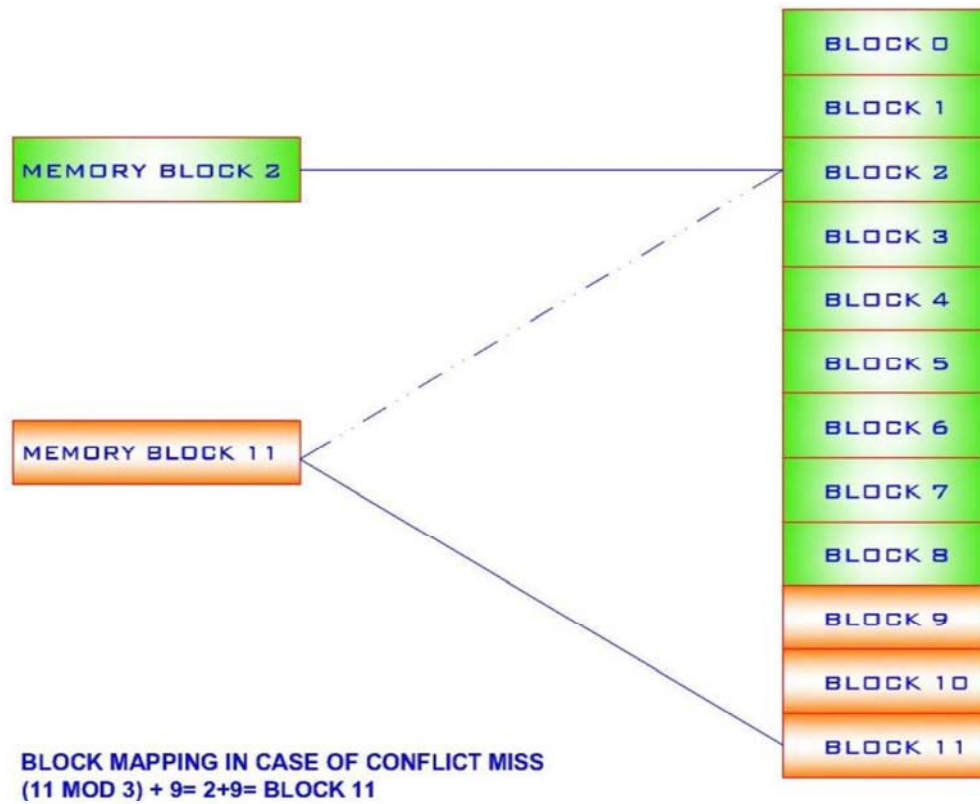 BLOCK 0
BLOCK 1
MEMORY BLOCK 2
BLOCK 2
BLOCK 3
BLOCK 4
BLOCK 5
BLOCK 6
MEMORY BLOCK 11
BLOCK 7
BLOCK 8
BLOCK 9
BLOCK 10
BLOCK 11
BLOCK MAPPING IN CASE OF CONFLICT MISS
(11 MOD 3) + 9= 2+9= BLOCK 11